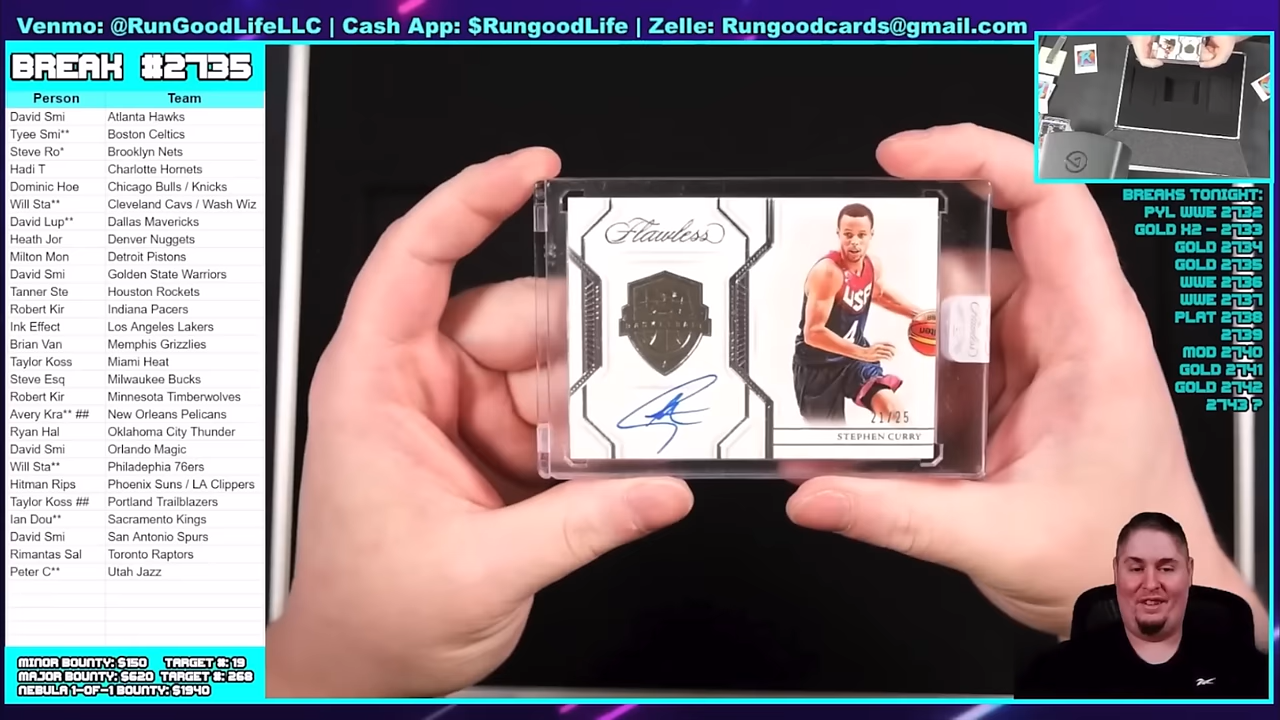 Venmo: @RunGoodLifeLLC | Cash App: $RungoodLife | Zelle: Rungoodcards@gmail.com
BREAK #2735
Person Team
David Smi Atlanta Hawks
Tyee Smi** Boston Celtics
Steve Ro* Brooklyn Nets
Hadi T Charlotte Hornets
Dominic Hoe Chicago Bulls / Knicks
Will Sta** Cleveland Cavs / Wash Wiz
David Lup** Dallas Mavericks
Heath Jor Denver Nuggets
Milton Mon Detroit Pistons
David Smi Golden State Warriors
Tanner Ste Houston Rockets
Robert Kir Indiana Pacers
Ink Effect Los Angeles Lakers
Brian Van Memphis Grizzlies
Taylor Koss Miami Heat
Steve Esq Milwaukee Bucks
Robert Kir Minnesota Timberwolves
Avery Kra** ## New Orleans Pelicans
Ryan Hal Oklahoma City Thunder
David Smi Orlando Magic
Will Sta** Philadephia 76ers
Hitman Rips Phoenix Suns / LA Clippers
Taylor Koss ## Portland Trailblazers
Ian Dou** Sacramento Kings
David Smi San Antonio Spurs
Rimantas Sal Toronto Raptors
Peter C** Utah Jazz
MINOR BOUNTY: $150 TARGET #: 19
MAJOR BOUNTY: $620 TARGET #: 268
NEBULA 1-OF-1 BOUNTY: $1940
Flawless
USA
4
21/25
STEPHEN CURRY
BREAKS TONIGHT:
PYL WWE 2732
GOLD H2 - 2733
GOLD 2734
GOLD 2735
WWE 2736
WWE 2737
PLAT 2738
2739
MOD 2740
GOLD 2741
GOLD 2742
2743 ?